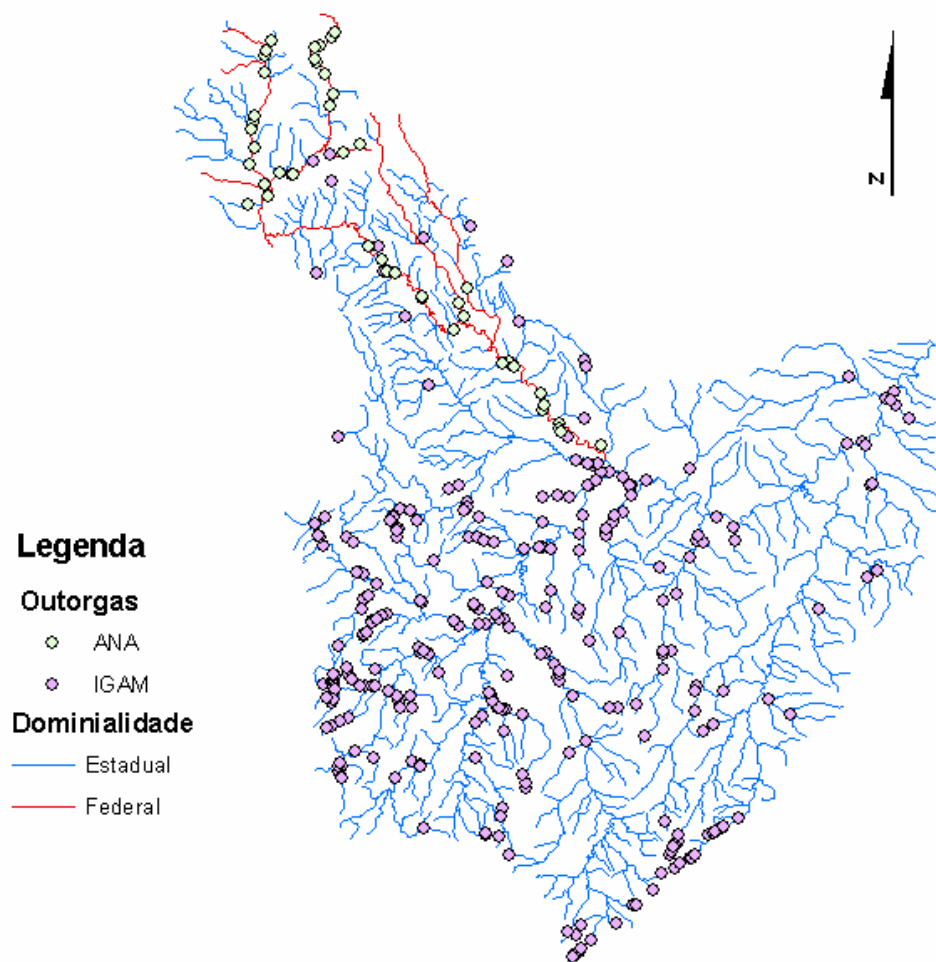 N
Legenda
Outorgas
ANA
IGAM
Dominialidade
Estadual
Federal